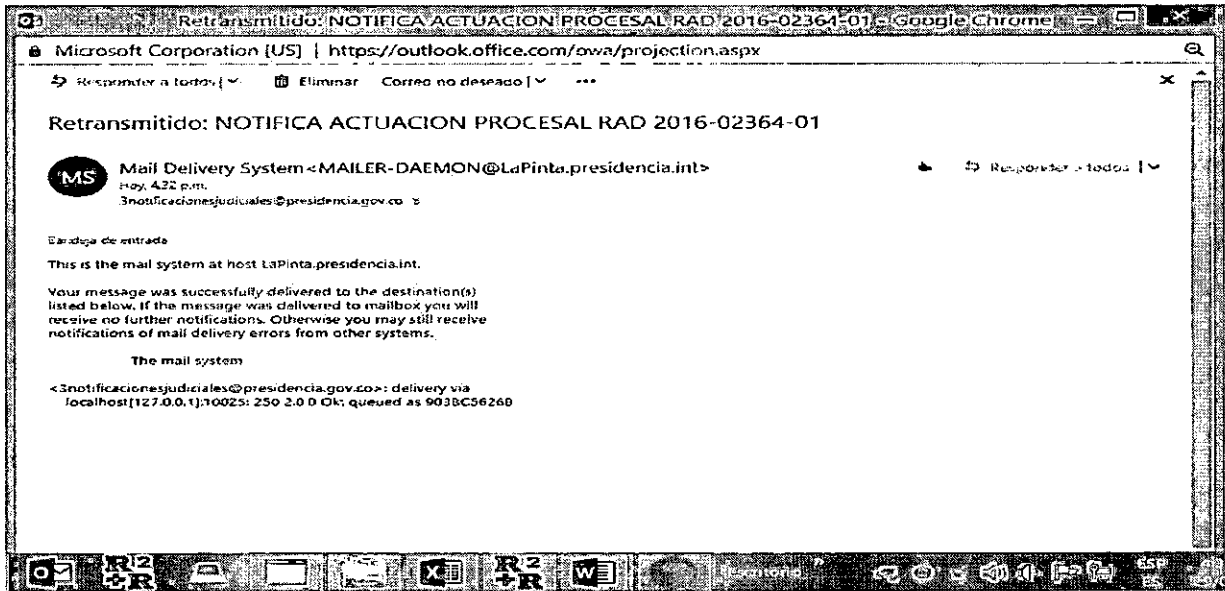 Retransmitido: NOTIFICA ACTUACION PROCESAL RAD 2016-02364-01 - Google Chrome
Microsoft Corporation [US] | https://outlook.office.com/owa/projection.aspx
Responder a todos | Eliminar Correo no deseado | ...
Retransmitido: NOTIFICA ACTUACION PROCESAL RAD 2016-02364-01
MS
Mail Delivery System<MAILER-DAEMON@LaPinta.presidencia.int>
Responder a todos |
Hoy, 4:22 p.m.
3notificacionesjudiciales@presidencia.gov.co
Bandeja de entrada
This is the mail system at host LaPinta.presidencia.int.
Your message was successfully delivered to the destination(s)
listed below. If the message was delivered to mailbox you will
receive no further notifications. Otherwise you may still receive
notifications of mail delivery errors from other systems.
The mail system
<3notificacionesjudiciales@presidencia.gov.co>: delivery via
localhost[127.0.0.1]:10025: 250 2.0.0 Ok: queued as 903BC5626B
Escritorio
ESP
ES